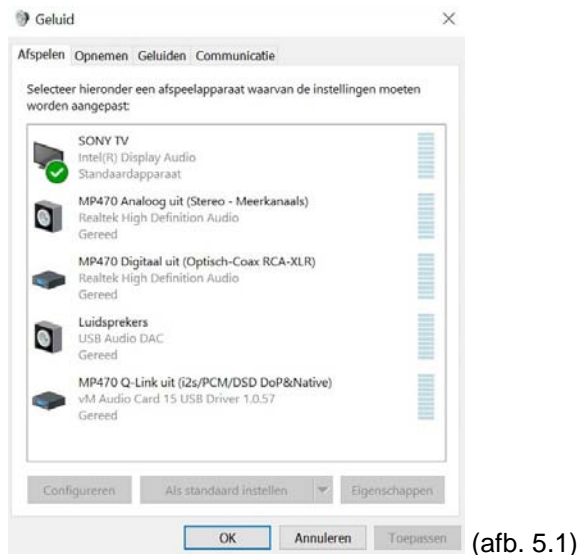 Geluid
Afspelen Opnemen Geluiden Communicatie
Selecteer hieronder een afspeelapparaat waarvan de instellingen moeten
worden aangepast:
SONY TV
Intel(R) Display Audio
Standaardapparaat
MP470 Analoog uit (Stereo - Meerkanaals)
Realtek High Definition Audio
Gereed
MP470 Digitaal uit (Optisch-Coax RCA-XLR)
Realtek High Definition Audio
Gereed
Luidsprekers
USB Audio DAC
Gereed
MP470 Q-Link uit (i2s/PCM/DSD DoP&Native)
vM Audio Card 15 USB Driver 1.0.57
Gereed
Configureren Als standaard instellen Eigenschappen
OK Annuleren Toepassen
(afb. 5.1)